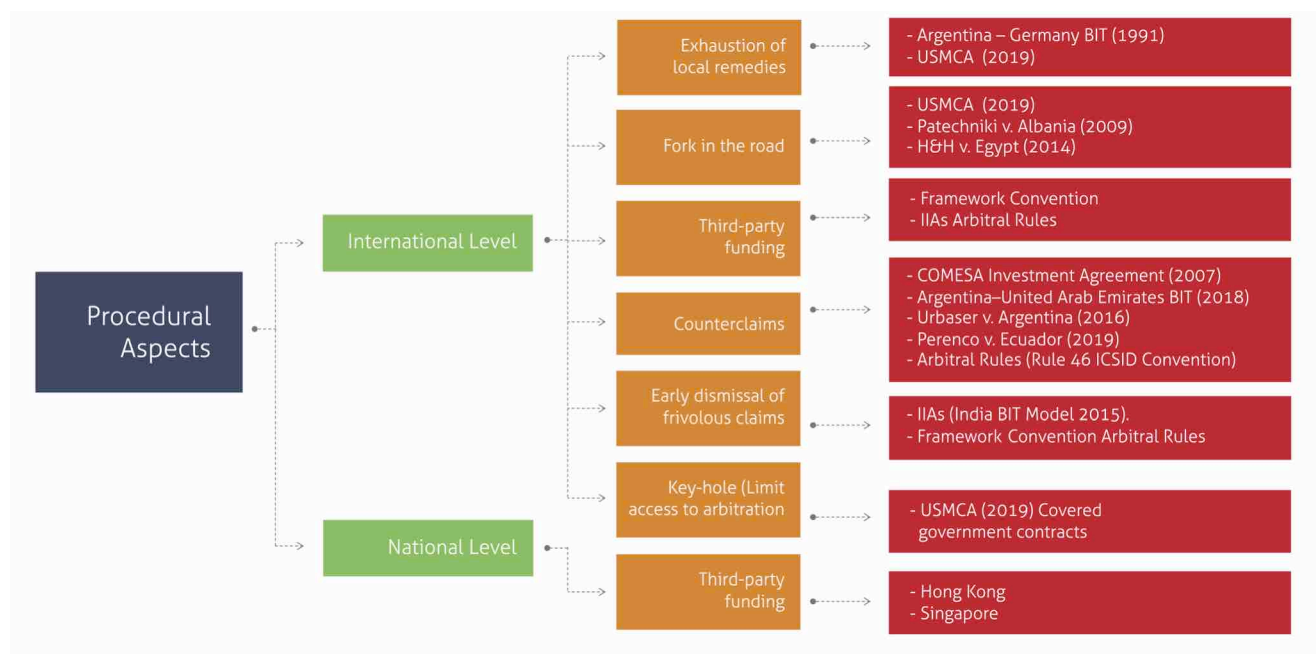 Procedural
Aspects
International Level
National Level
Exhaustion of
local remedies
- Argentina – Germany BIT (1991)
- USMCA (2019)
Fork in the road
- USMCA (2019)
- Patechniki v. Albania (2009)
- H&H v. Egypt (2014)
Third-party
funding
- Framework Convention
- IIAs Arbitral Rules
Counterclaims
- COMESA Investment Agreement (2007)
- Argentina–United Arab Emirates BIT (2018)
- Urbaser v. Argentina (2016)
- Perenco v. Ecuador (2019)
- Arbitral Rules (Rule 46 ICSID Convention)
Early dismissal of
frivolous claims
- IIAs (India BIT Model 2015).
- Framework Convention Arbitral Rules
Key-hole (Limit
access to arbitration
- USMCA (2019) Covered
government contracts
Third-party
funding
- Hong Kong
- Singapore